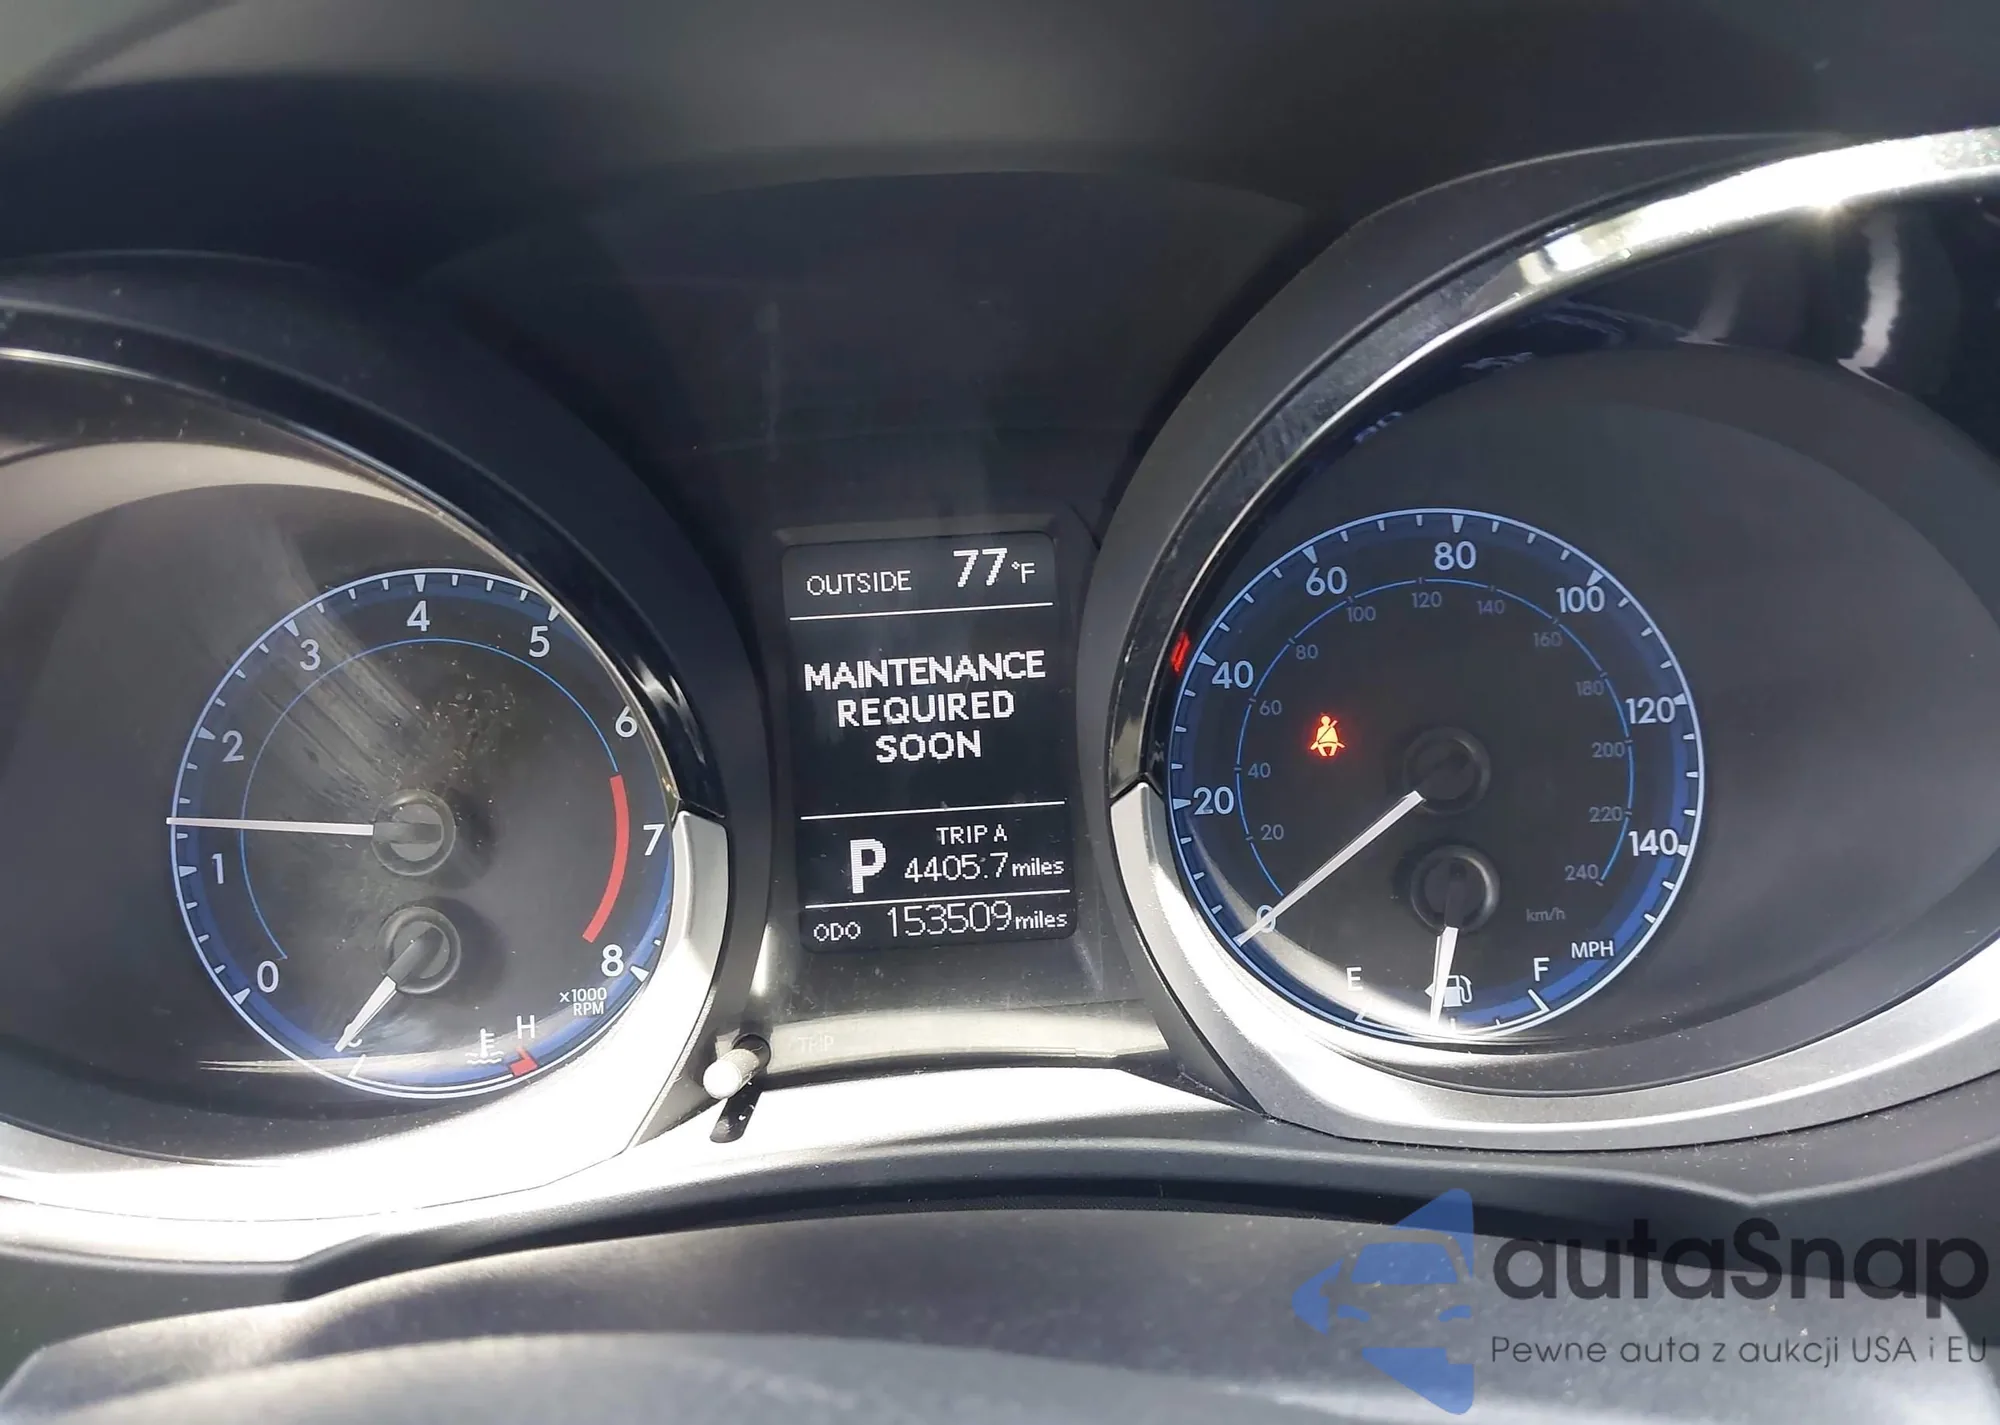 OUTSIDE 77°F
MAINTENANCE
REQUIRED
SOON
TRIP A
P 4405.7 miles
ODO 153509 miles
0
1
2
3
4
5
6
7
8
×1000
RPM
C
H
0
20
40
60
80
100
120
140
MPH
20
40
60
80
100
120
140
160
180
200
220
240
km/h
E
F
TRIP
autaSnap
Pewne auta z aukcji USA i EU